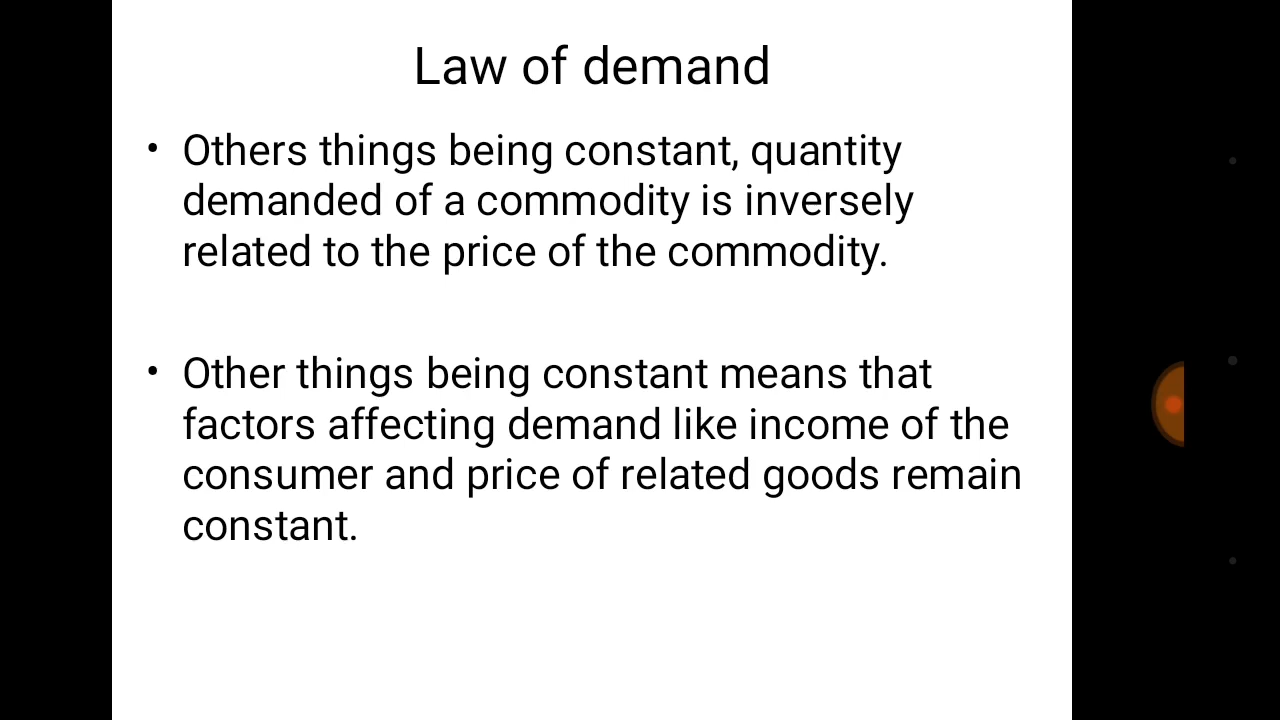 Law of demand
• Others things being constant, quantity
demanded of a commodity is inversely
related to the price of the commodity.
• Other things being constant means that
factors affecting demand like income of the
consumer and price of related goods remain
constant.